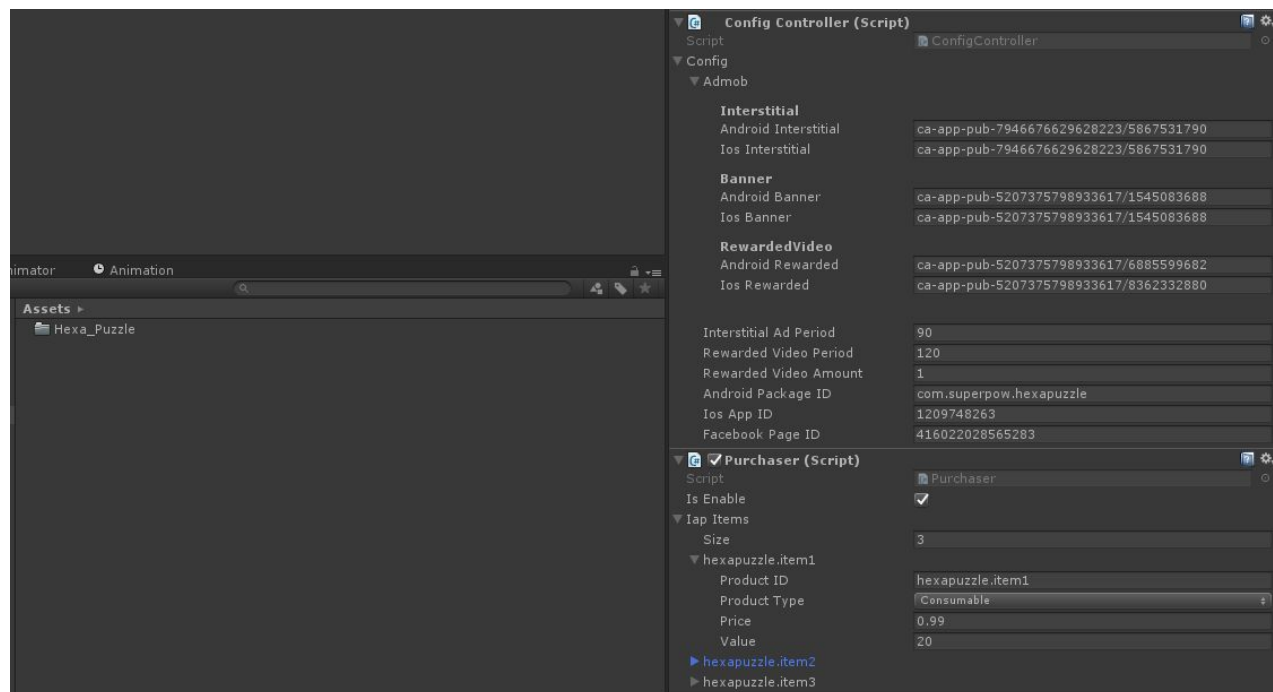 Config Controller (Script)
Script ConfigController
Config
Admob
Interstitial
Android Interstitial ca-app-pub-7946676629628223/5867531790
Ios Interstitial ca-app-pub-7946676629628223/5867531790
Banner
Android Banner ca-app-pub-5207375798933617/1545083688
Ios Banner ca-app-pub-5207375798933617/1545083688
RewardedVideo
Android Rewarded ca-app-pub-5207375798933617/6885599682
Ios Rewarded ca-app-pub-5207375798933617/8362332880
Interstitial Ad Period 90
Rewarded Video Period 120
Rewarded Video Amount 1
Android Package ID com.superpow.hexapuzzle
Ios App ID 1209748263
Facebook Page ID 416022028565283
Purchaser (Script)
Script Purchaser
Is Enable
Iap Items
Size 3
hexapuzzle.item1
Product ID hexapuzzle.item1
Product Type Consumable
Price 0.99
Value 20
hexapuzzle.item2
hexapuzzle.item3
nimator Animation
Assets
Hexa_Puzzle